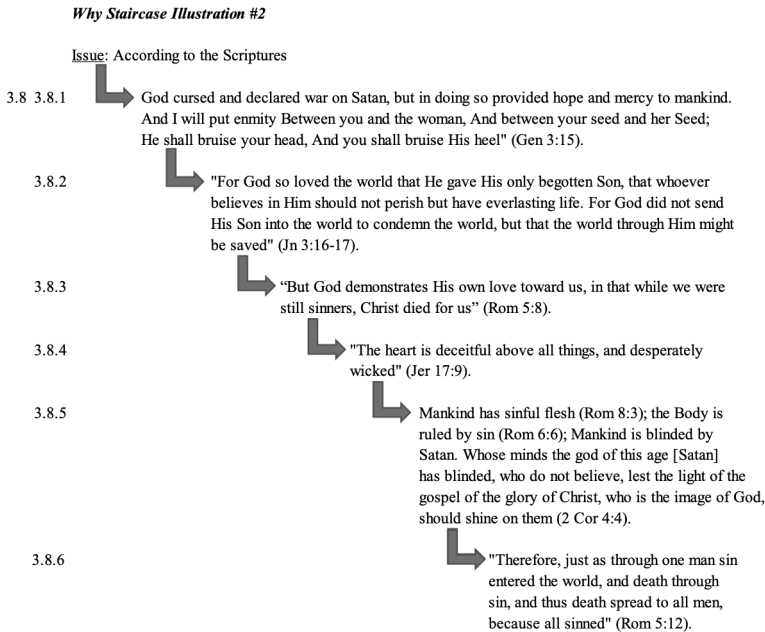 Why Staircase Illustration #2
Issue: According to the Scriptures
3.8 3.8.1 God cursed and declared war on Satan, but in doing so provided hope and mercy to mankind.
And I will put enmity Between you and the woman, And between your seed and her Seed;
He shall bruise your head, And you shall bruise His heel" (Gen 3:15).
3.8.2 "For God so loved the world that He gave His only begotten Son, that whoever
believes in Him should not perish but have everlasting life. For God did not send
His Son into the world to condemn the world, but that the world through Him might
be saved" (Jn 3:16-17).
3.8.3 “But God demonstrates His own love toward us, in that while we were
still sinners, Christ died for us” (Rom 5:8).
3.8.4 "The heart is deceitful above all things, and desperately
wicked" (Jer 17:9).
3.8.5 Mankind has sinful flesh (Rom 8:3); the Body is
ruled by sin (Rom 6:6); Mankind is blinded by
Satan. Whose minds the god of this age [Satan]
has blinded, who do not believe, lest the light of the
gospel of the glory of Christ, who is the image of God,
should shine on them (2 Cor 4:4).
3.8.6 "Therefore, just as through one man sin
entered the world, and death through
sin, and thus death spread to all men,
because all sinned" (Rom 5:12).